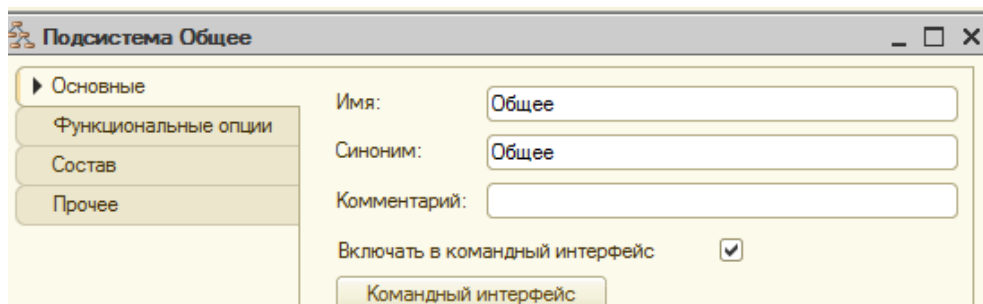 Подсистема Общее
Основные
Функциональные опции
Состав
Прочее
Имя: Общее
Синоним: Общее
Комментарий:
Включать в командный интерфейс
Командный интерфейс